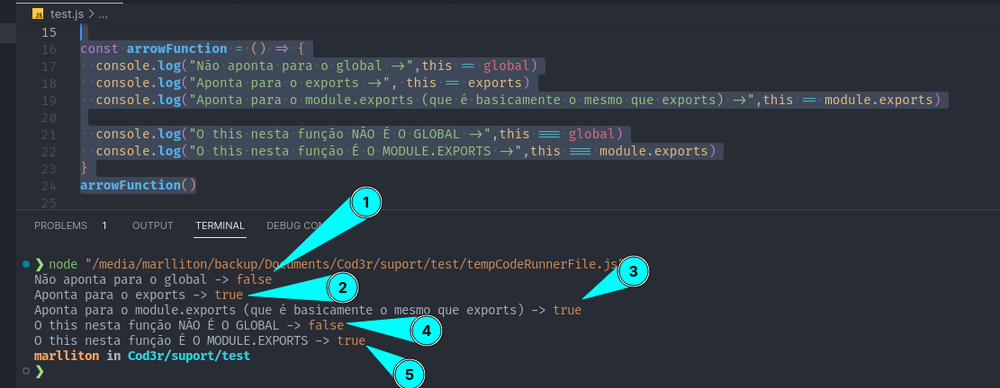 JS test.js > ...
15
16 const arrowFunction = () => {
17 console.log("Não aponta para o global ->",this == global)
18 console.log("Aponta para o exports ->", this == exports)
19 console.log("Aponta para o module.exports (que é basicamente o mesmo que exports) ->",this == module.exports)
20
21 console.log("O this nesta função NÃO É O GLOBAL ->",this === global)
22 console.log("O this nesta função É O MODULE.EXPORTS ->",this === module.exports)
23 }
24 arrowFunction()
25
PROBLEMS 1 OUTPUT TERMINAL DEBUG CON
1
❯ node "/media/marlliton/backup/Documents/Cod3r/suport/test/tempCodeRunnerFile.js"
3
Não aponta para o global -> false
2
Aponta para o exports -> true
Aponta para o module.exports (que é basicamente o mesmo que exports) -> true
O this nesta função NÃO É O GLOBAL -> false
4
O this nesta função É O MODULE.EXPORTS -> true
marlliton in Cod3r/suport/test
❯
5